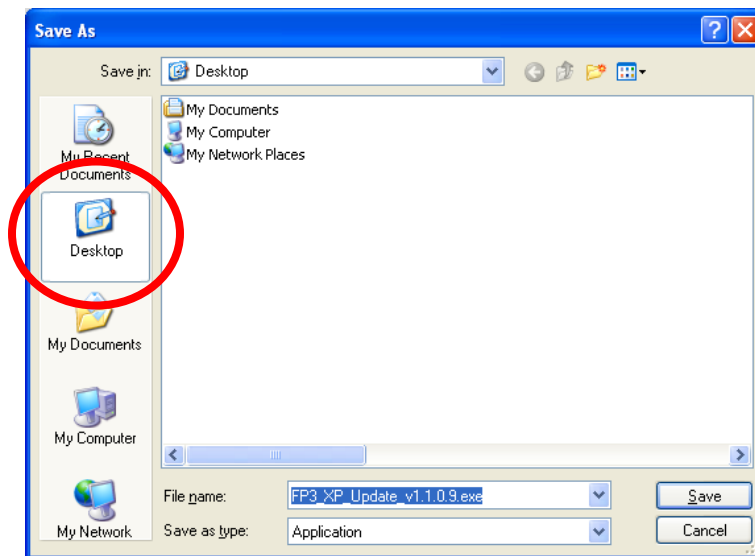 Save As
Save in:
Desktop
My Documents
My Computer
My Network Places
My Recent
Documents
Desktop
My Documents
My Computer
My Network
File name:
FP3_XP_Update_v1.1.0.9.exe
Save
Save as type:
Application
Cancel